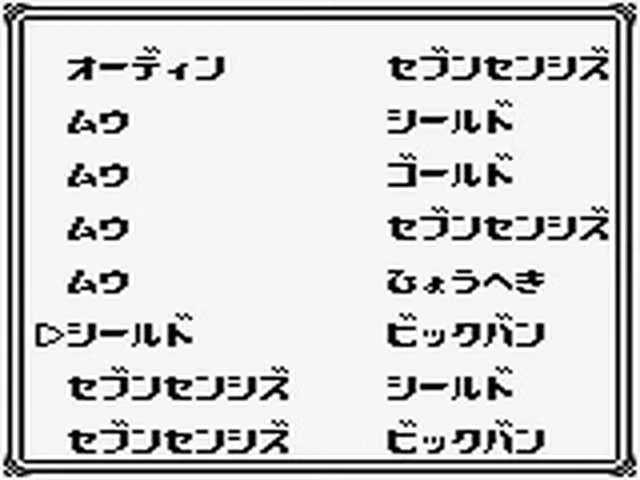 オーディン セブンセンシズ
ムウ シールド
ムウ ゴールド
ムウ セブンセンシズ
ムウ ひょうへき
▷シールド ビックバン
セブンセンシズ シールド
セブンセンシズ ビックバン